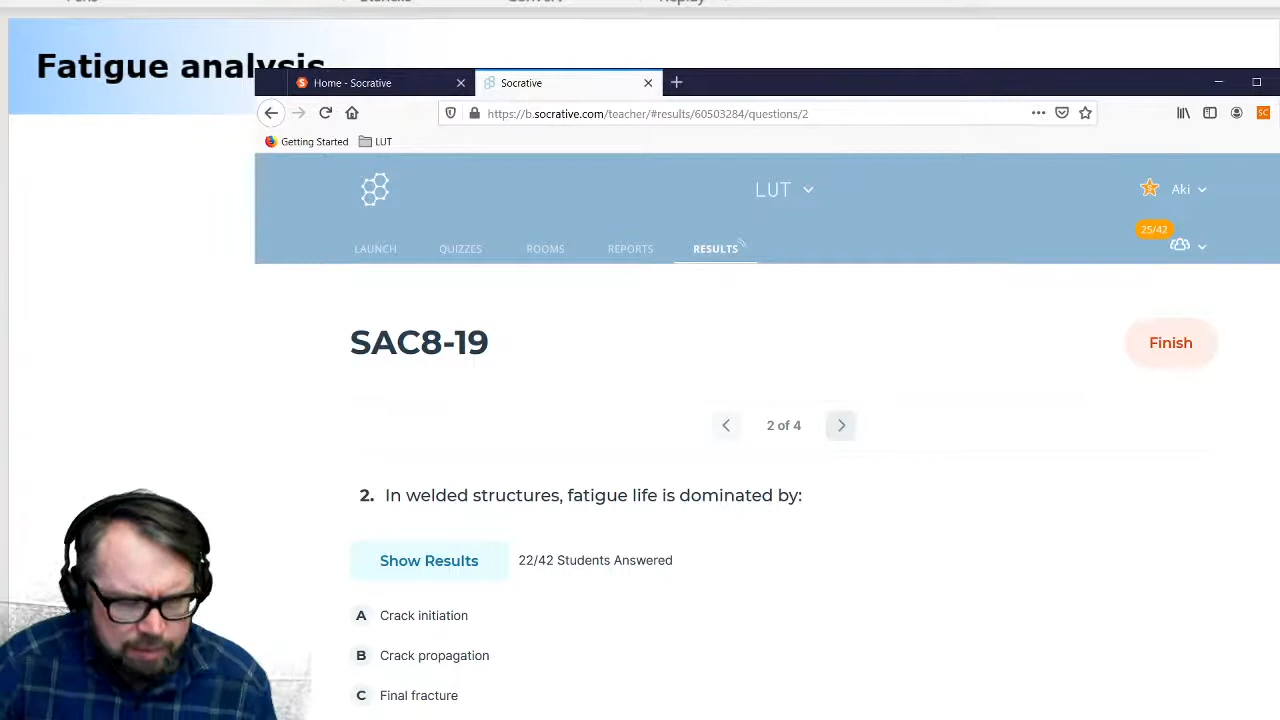 Fatigue analysis
Home - Socrative
Socrative
https://b.socrative.com/teacher/#results/60503284/questions/2
SC
Getting Started
LUT
LUT
Aki
25/42
LAUNCH
QUIZZES
ROOMS
REPORTS
RESULTS
SAC8-19
Finish
2 of 4
2. In welded structures, fatigue life is dominated by:
Show Results
22/42 Students Answered
A Crack initiation
B Crack propagation
C Final fracture